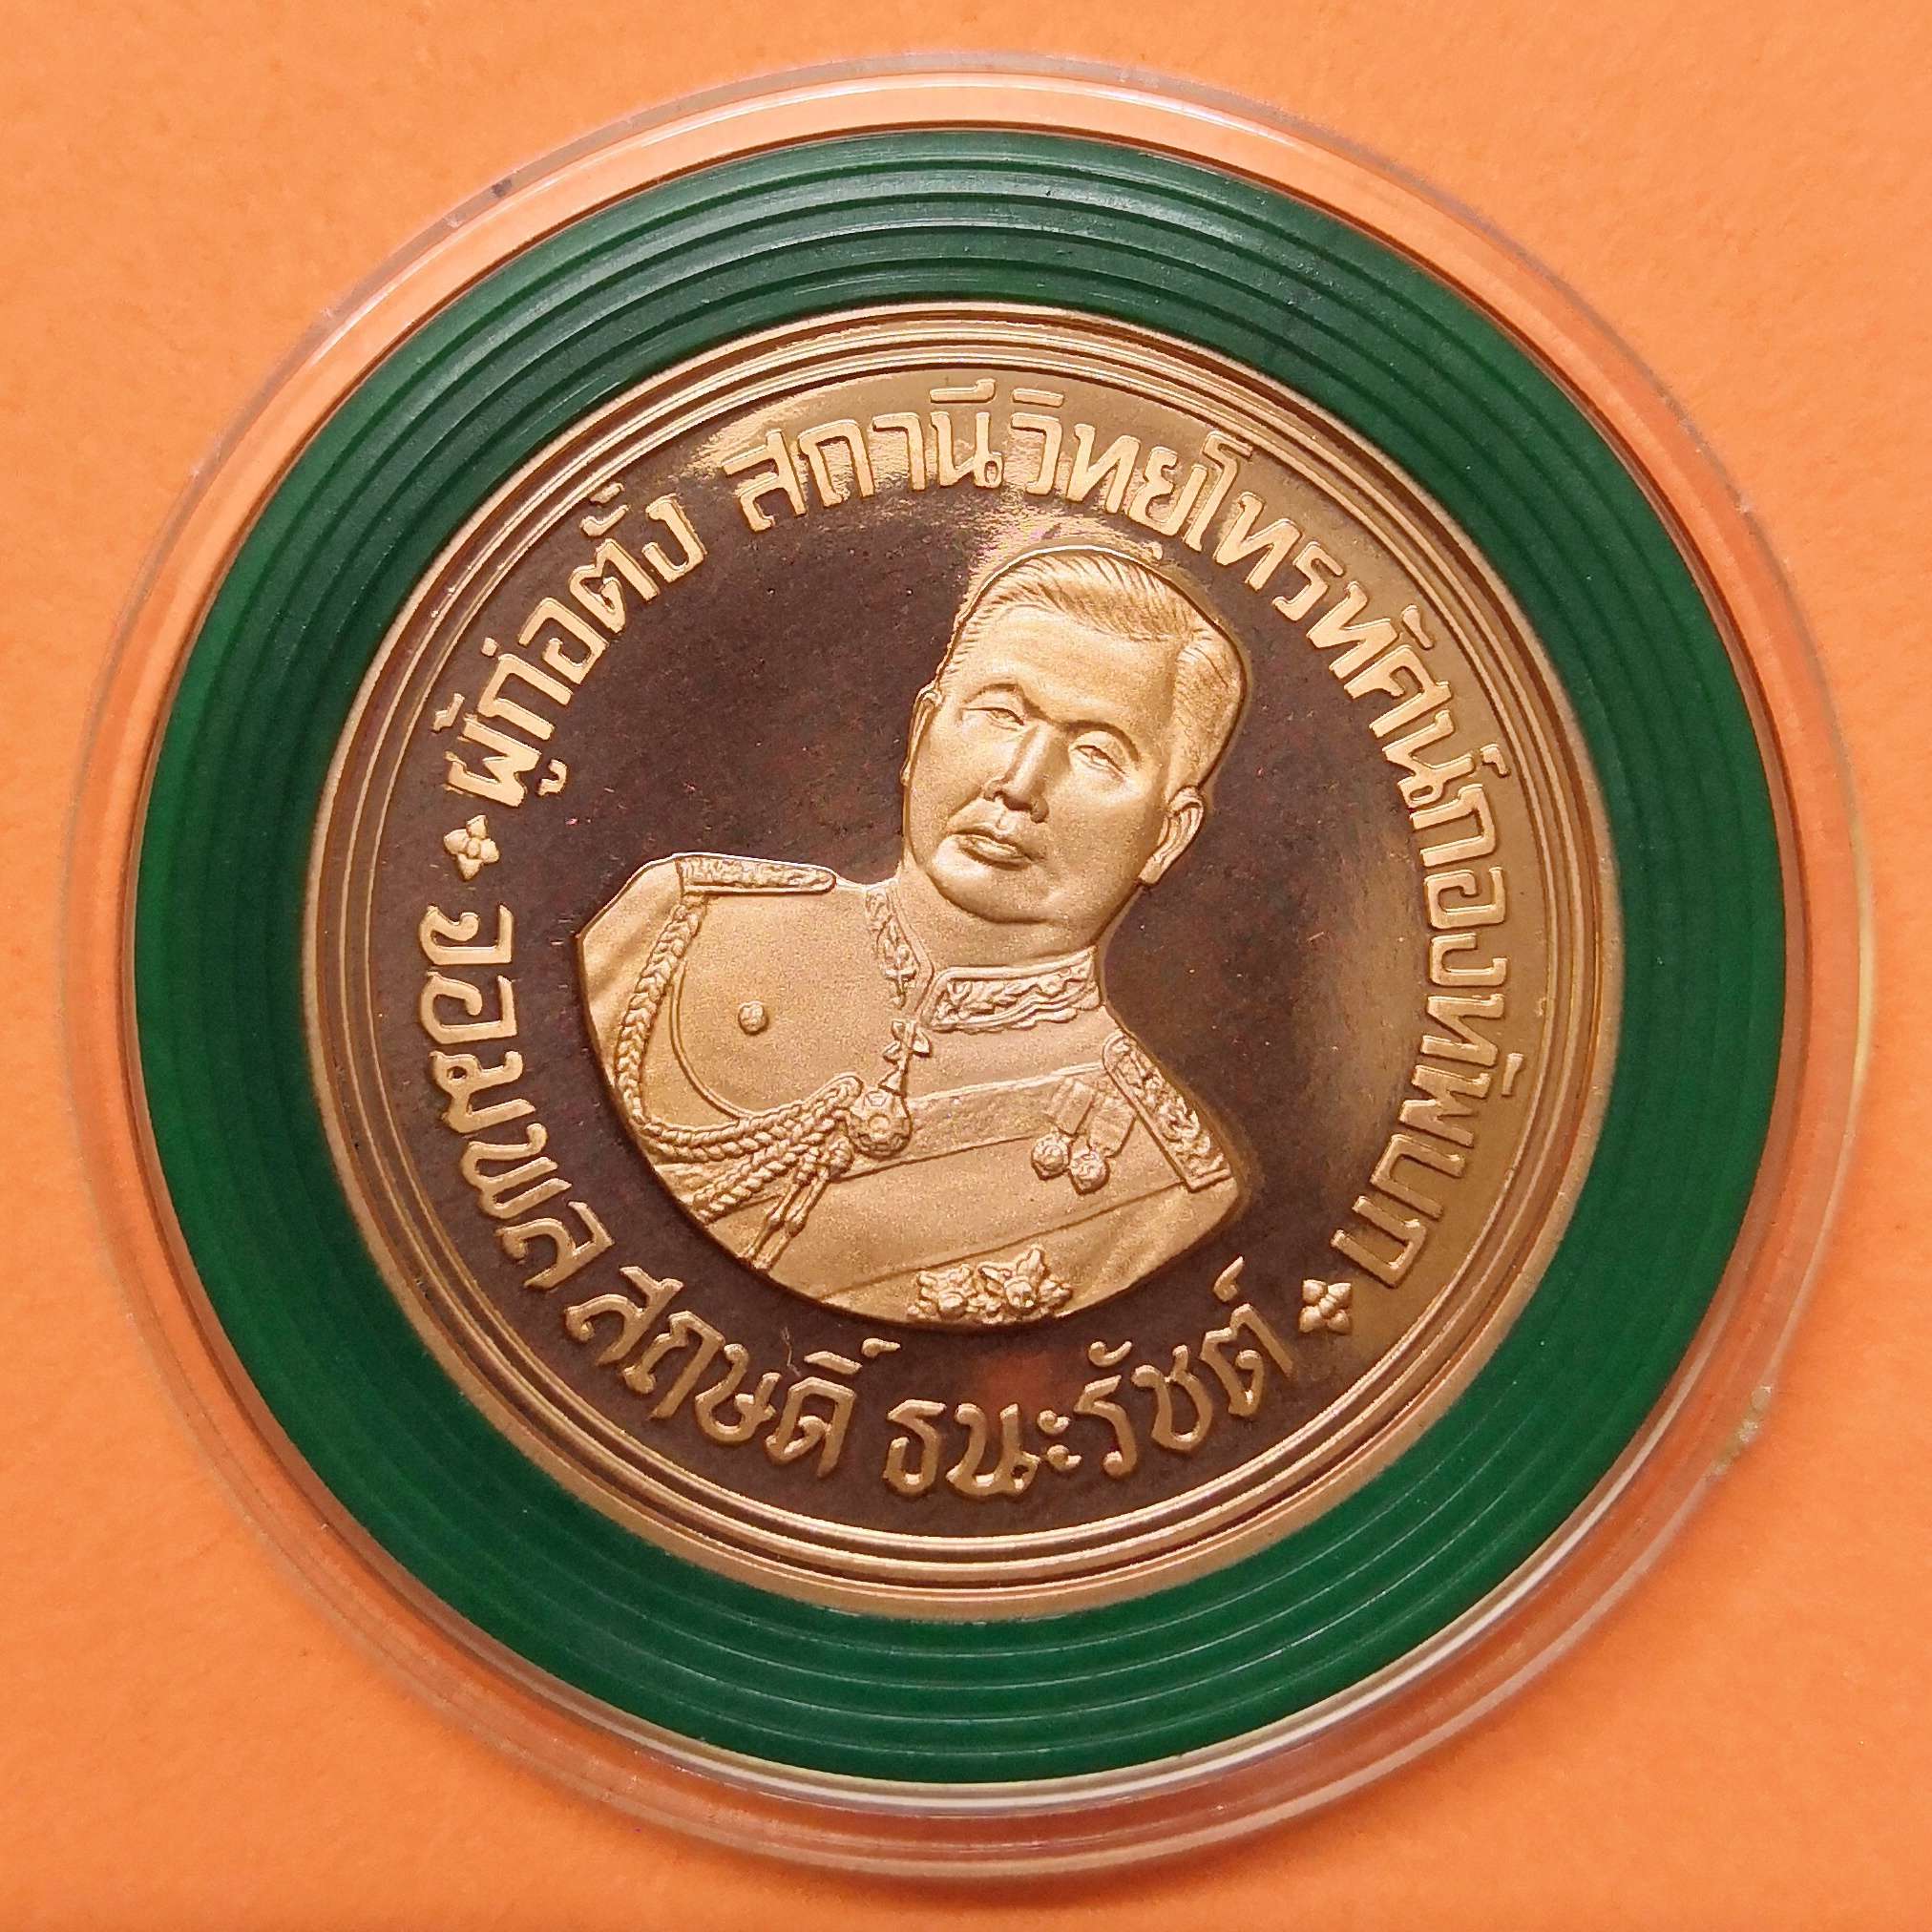 ผู้ก่อตั้ง สถานีวิทยุโทรทัศน์กองทัพบก
จอมพล สฤษดิ์ ธนะรัชต์